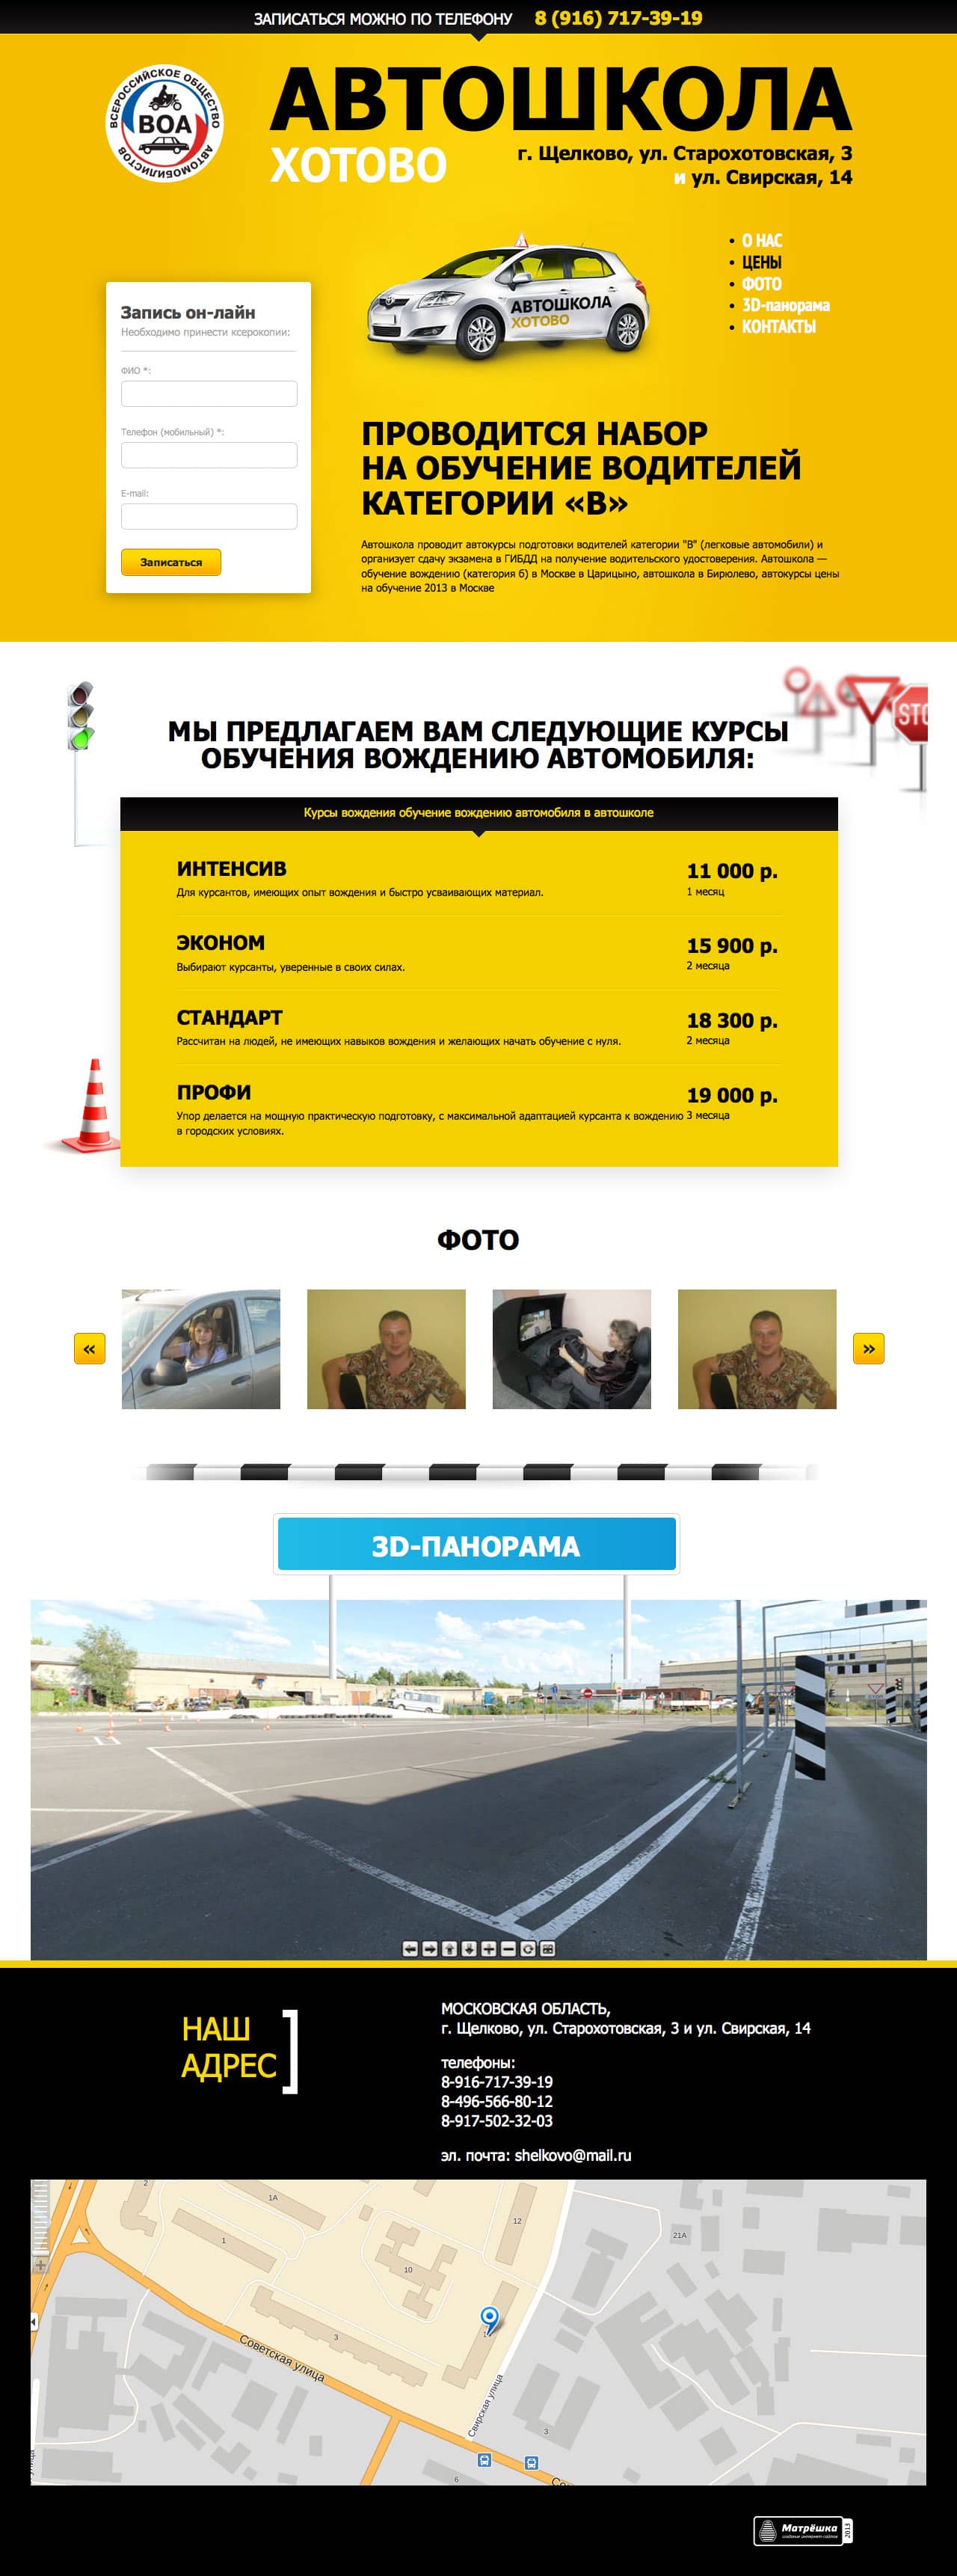 ЗАПИСАТЬСЯ МОЖНО ПО ТЕЛЕФОНУ 8 (916) 717-39-19
ВСЕРОССИЙСКОЕ ОБЩЕСТВО
ВОА
АВТОМОБИЛИСТОВ
АВТОШКОЛА
ХОТОВО
г. Щелково, ул. Старохотовская, 3
и ул. Свирская, 14
• О НАС
• ЦЕНЫ
• ФОТО
• 3D-панорама
• КОНТАКТЫ
АВТОШКОЛА
ХОТОВО
Запись он-лайн
Необходимо принести ксерокопии:
ФИО *:
Телефон (мобильный) *:
E-mail:
Записаться
ПРОВОДИТСЯ НАБОР
НА ОБУЧЕНИЕ ВОДИТЕЛЕЙ
КАТЕГОРИИ «В»
Автошкола проводит автокурсы подготовки водителей категории "В" (легковые автомобили) и
организует сдачу экзамена в ГИБДД на получение водительского удостоверения. Автошкола —
обучение вождению (категория б) в Москве в Царицыно, автошкола в Бирюлево, автокурсы цены
на обучение 2013 в Москве
STO
МЫ ПРЕДЛАГАЕМ ВАМ СЛЕДУЮЩИЕ КУРСЫ
ОБУЧЕНИЯ ВОЖДЕНИЮ АВТОМОБИЛЯ:
Курсы вождения обучение вождению автомобиля в автошколе
ИНТЕНСИВ
Для курсантов, имеющих опыт вождения и быстро усваивающих материал.
11 000 р.
1 месяц
ЭКОНОМ
Выбирают курсанты, уверенные в своих силах.
15 900 р.
2 месяца
СТАНДАРТ
Рассчитан на людей, не имеющих навыков вождения и желающих начать обучение с нуля.
18 300 р.
2 месяца
ПРОФИ
Упор делается на мощную практическую подготовку, с максимальной адаптацией курсанта к вождению
в городских условиях.
19 000 р.
3 месяца
ФОТО
«
»
3D-ПАНОРАМА
НАШ
АДРЕС
МОСКОВСКАЯ ОБЛАСТЬ,
г. Щелково, ул. Старохотовская, 3 и ул. Свирская, 14
телефоны:
8-916-717-39-19
8-496-566-80-12
8-917-502-32-03
эл. почта: shelkovo@mail.ru
2
1А
12
1
21А
10
3
Советская улица
Свирская улица
3
6
Матрёшка
создание интернет-сайтов
2013